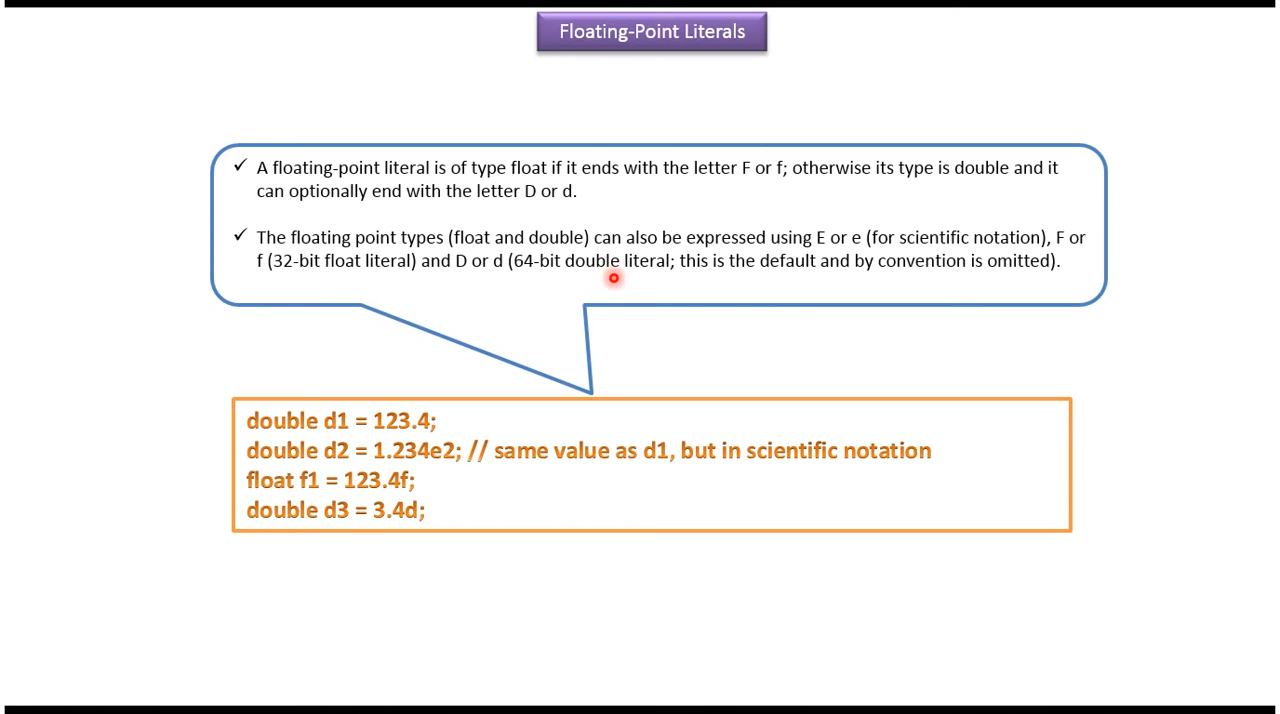 Floating-Point Literals
✓ A floating-point literal is of type float if it ends with the letter F or f; otherwise its type is double and it
can optionally end with the letter D or d.
✓ The floating point types (float and double) can also be expressed using E or e (for scientific notation), F or
f (32-bit float literal) and D or d (64-bit double literal; this is the default and by convention is omitted).
double d1 = 123.4;
double d2 = 1.234e2; // same value as d1, but in scientific notation
float f1 = 123.4f;
double d3 = 3.4d;